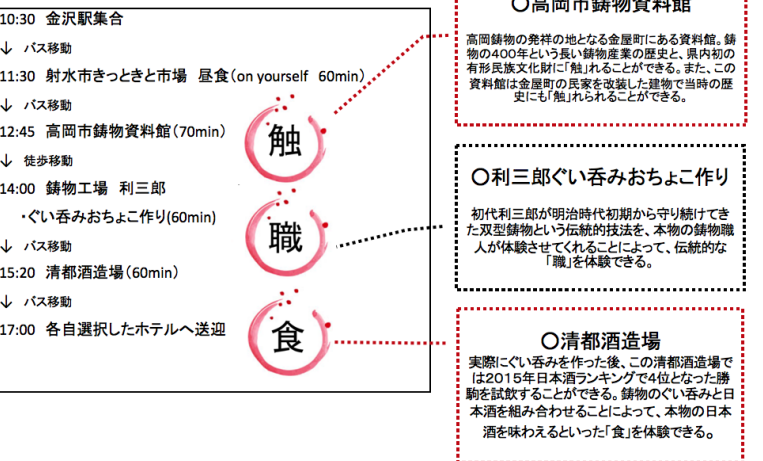 10:30 金沢駅集合
↓ バス移動
11:30 射水市きっときと市場 昼食(on yourself 60min)
↓ バス移動
12:45 高岡市鋳物資料館(70min)
↓ 徒歩移動
14:00 鋳物工場 利三郎
・ぐい呑みおちょこ作り(60min)
↓ バス移動
15:20 清都酒造場(60min)
↓ バス移動
17:00 各自選択したホテルへ送迎
触
職
食
〇高岡市鋳物資料館
高岡鋳物の発祥の地となる金屋町にある資料館。鋳
物の400年という長い鋳物産業の歴史と、県内初の
有形民族文化財に「触」れることができる。また、この
資料館は金屋町の民家を改装した建物で当時の歴
史にも「触」れられることができる。
〇利三郎ぐい呑みおちょこ作り
初代利三郎が明治時代初期から守り続けてき
た双型鋳物という伝統的技法を、本物の鋳物職
人が体験させてくれることによって、伝統的な
「職」を体験できる。
〇清都酒造場
実際にぐい呑みを作った後、この清都酒造場で
は2015年日本酒ランキングで4位となった勝
駒を試飲することができる。鋳物のぐい呑みと日
本酒を組み合わせることによって、本物の日本
酒を味わえるといった「食」を体験できる。